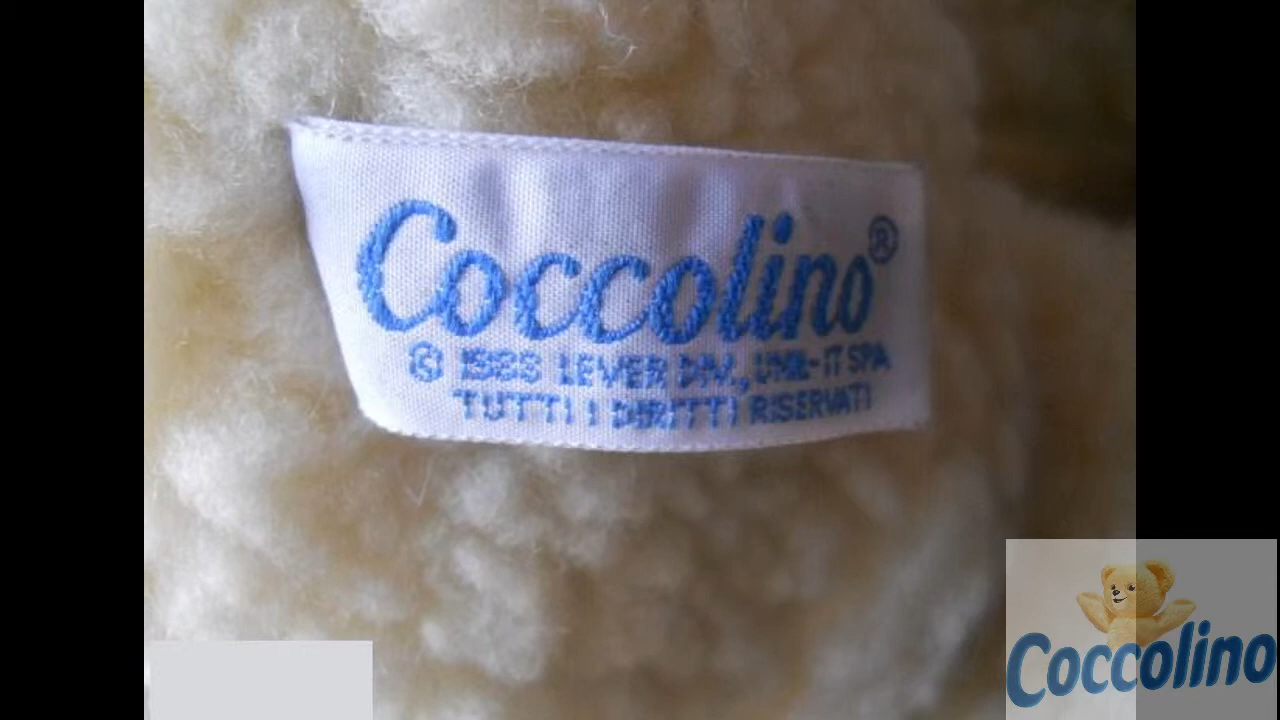 Coccolino®
© 1988 LEVER DIV., UNIL-IT SPA
TUTTI I DIRITTI RISERVATI
Coccolino